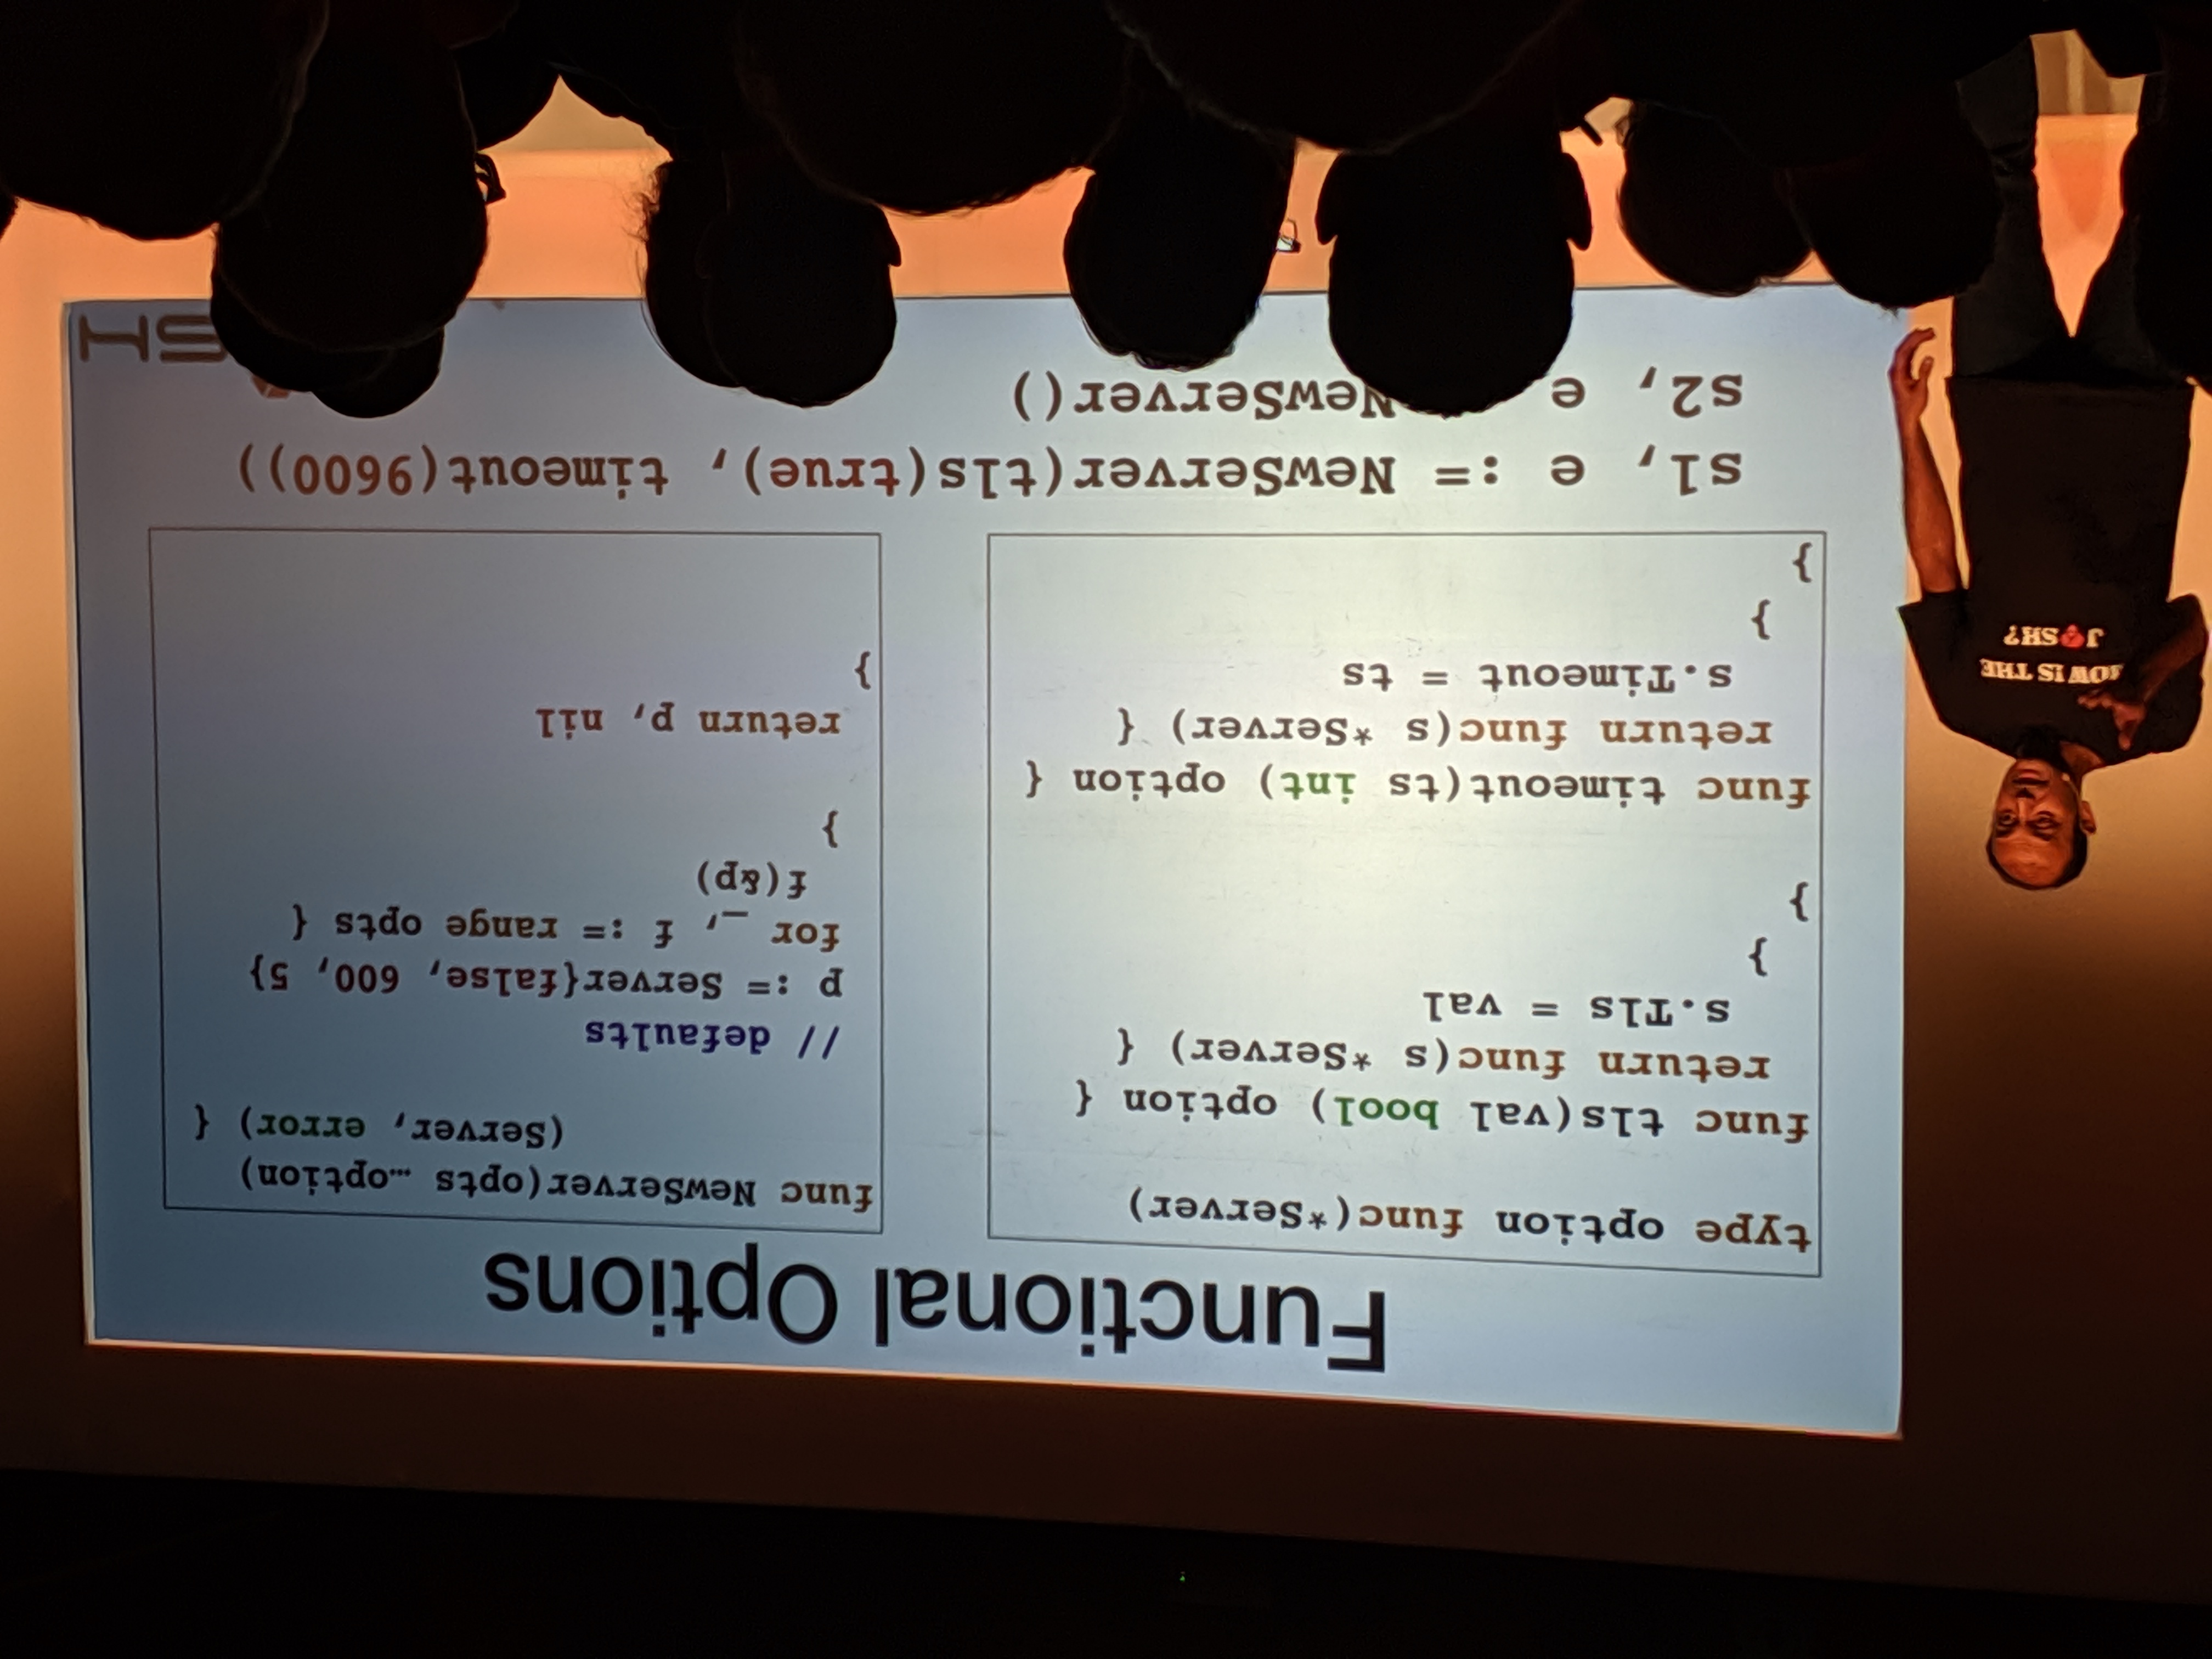 Functional Options
type option func(*Server)
func tls(val bool) option {
return func(s *Server) {
s.Tls = val
}
}
func timeout(ts int) option {
return func(s *Server) {
s.Timeout = ts
}
}
func NewServer(opts …option)
(Server, error) {
// defaults
p := Server{false, 600, 5}
for _, f := range opts {
f(&p)
}
return p, nil
}
s1, e := NewServer(tls(true), timeout(9600))
s2, e NewServer()
SH
IS THE
J SH?